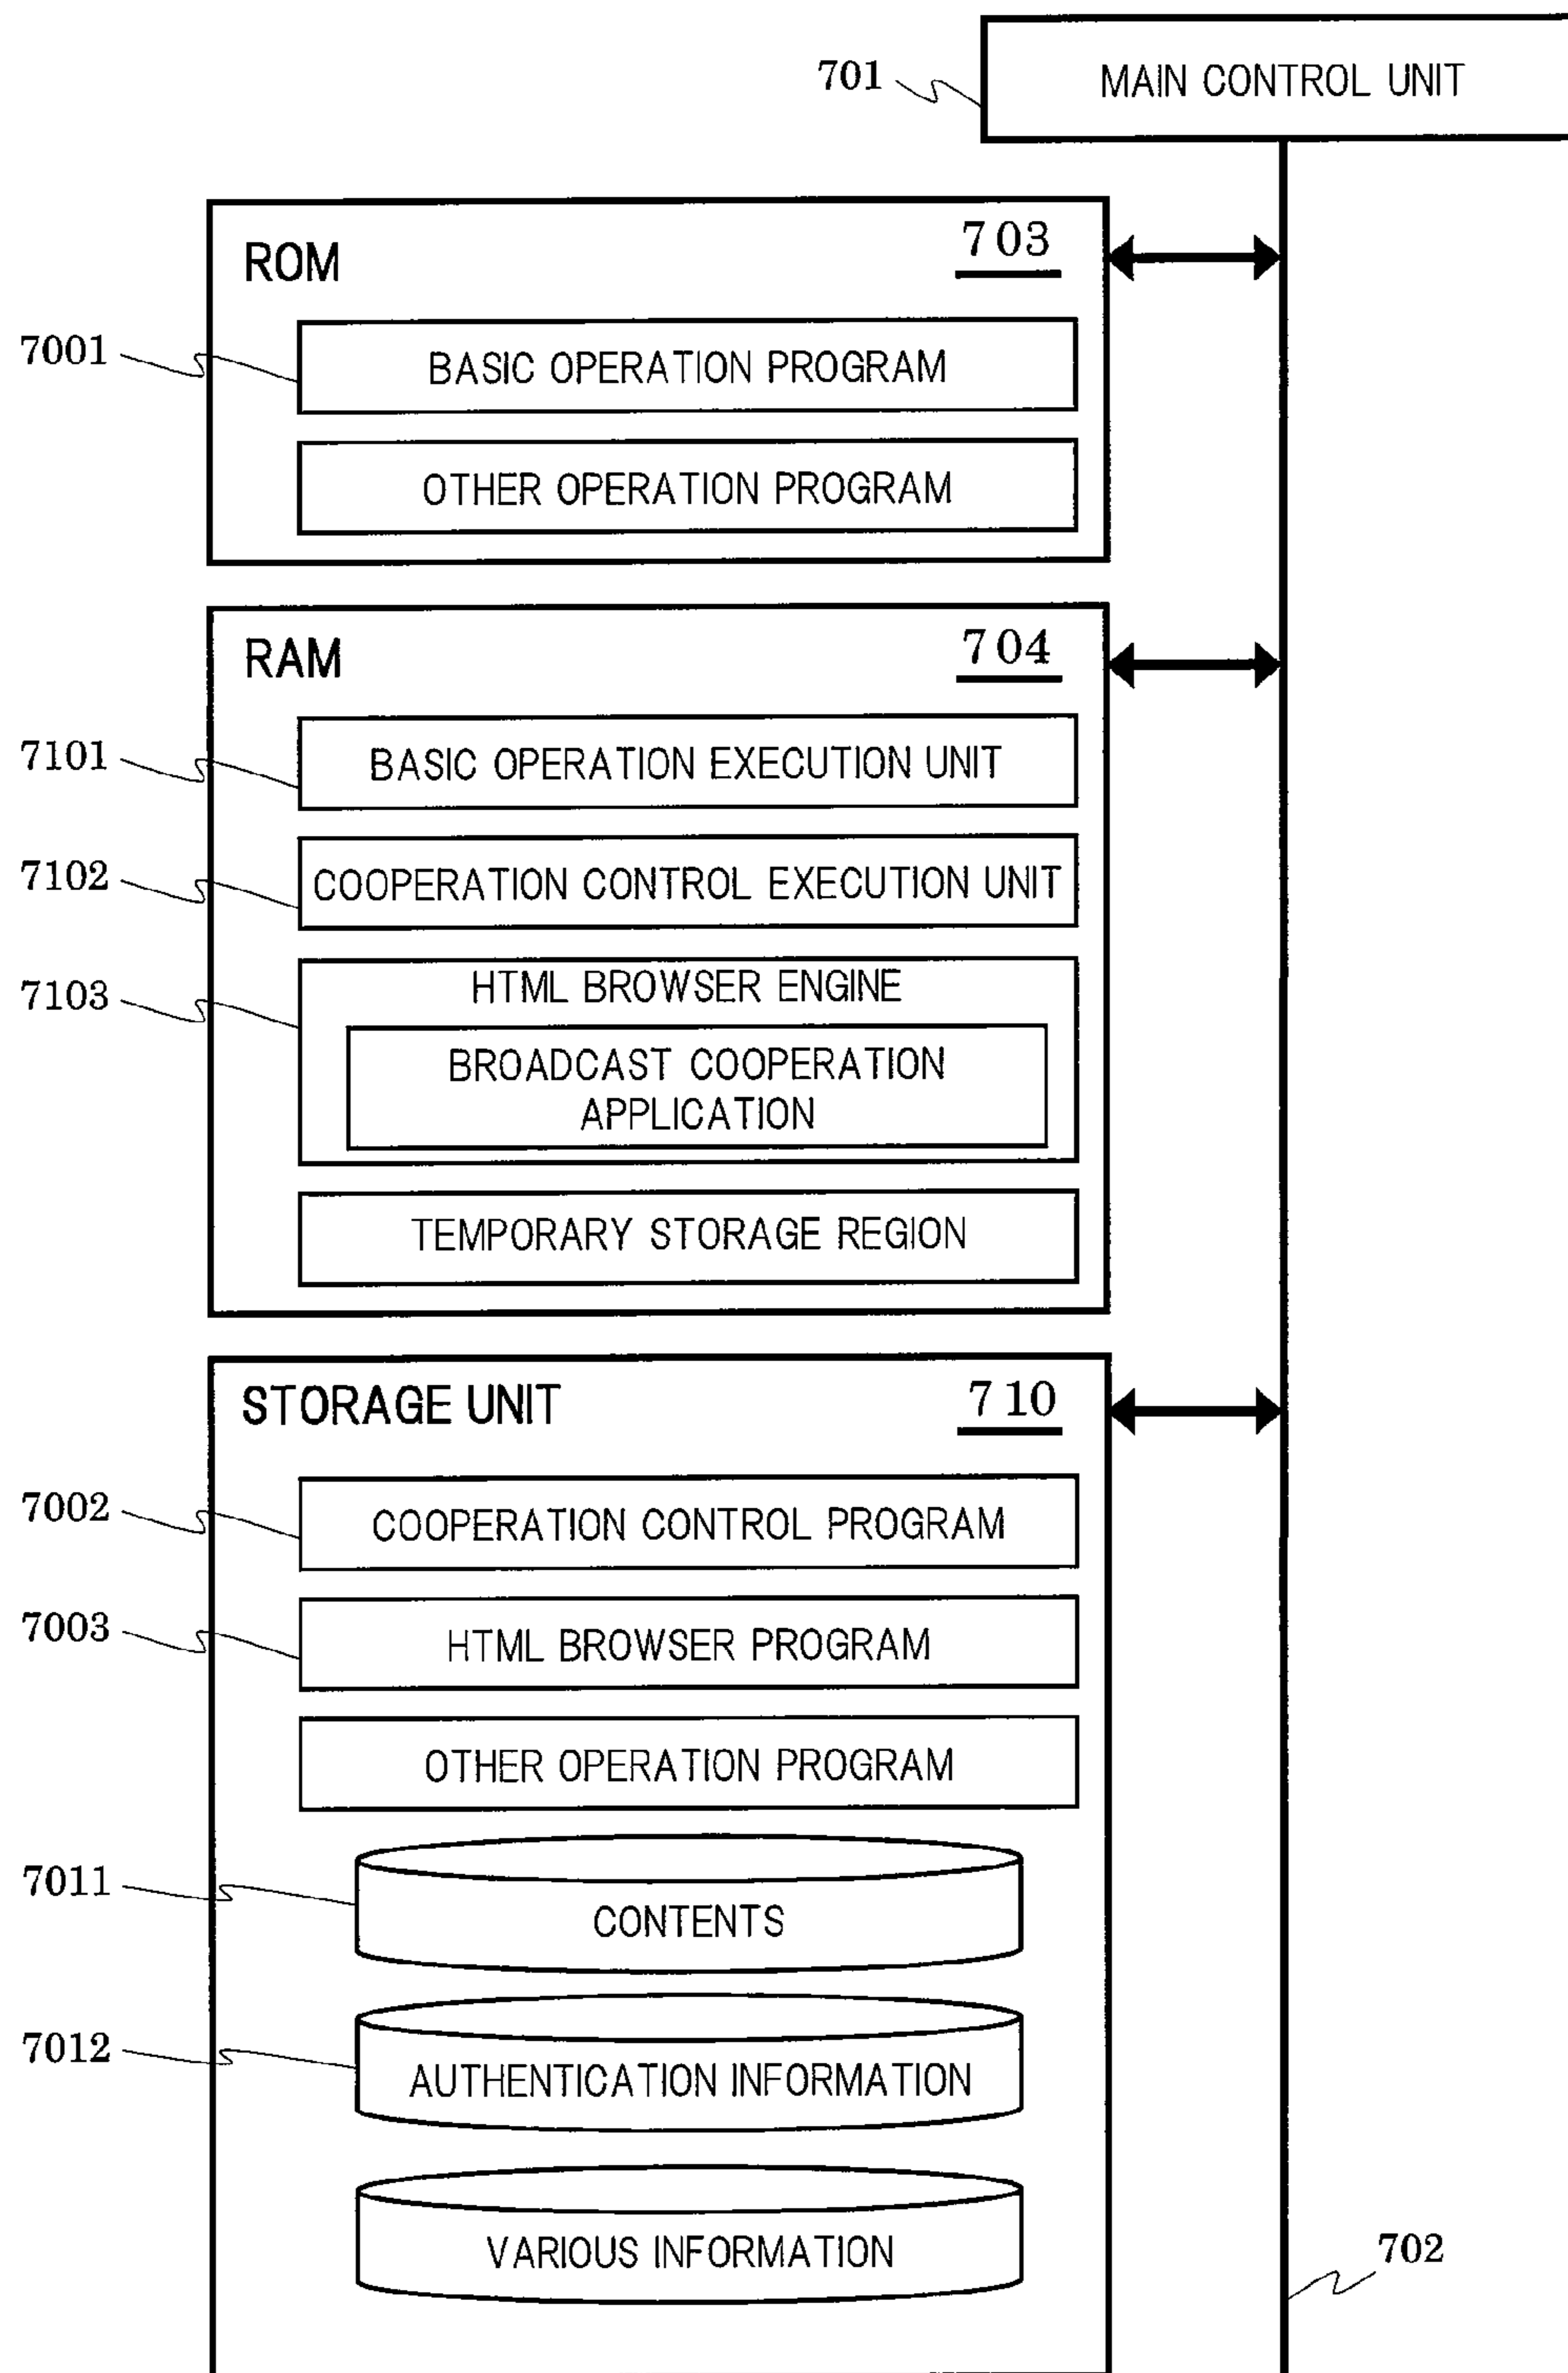 701
MAIN CONTROL UNIT
ROM
703
7001
BASIC OPERATION PROGRAM
OTHER OPERATION PROGRAM
RAM
704
7101
BASIC OPERATION EXECUTION UNIT
7102
COOPERATION CONTROL EXECUTION UNIT
7103
HTML BROWSER ENGINE
BROADCAST COOPERATION
APPLICATION
TEMPORARY STORAGE REGION
STORAGE UNIT
710
7002
COOPERATION CONTROL PROGRAM
7003
HTML BROWSER PROGRAM
OTHER OPERATION PROGRAM
7011
CONTENTS
7012
AUTHENTICATION INFORMATION
VARIOUS INFORMATION
702